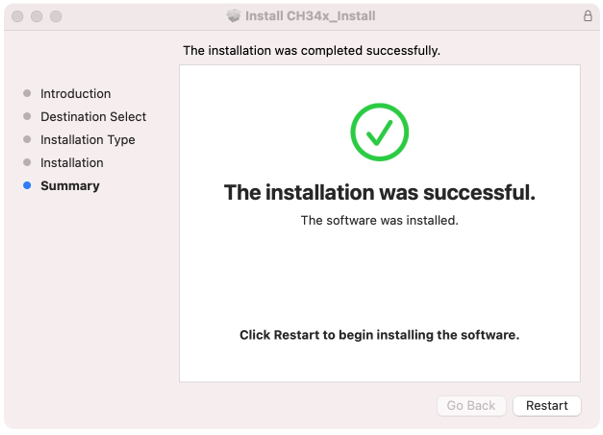 Install CH34x_Install
The installation was completed successfully.
Introduction
Destination Select
Installation Type
Installation
Summary
The installation was successful.
The software was installed.
Click Restart to begin installing the software.
Go Back
Restart